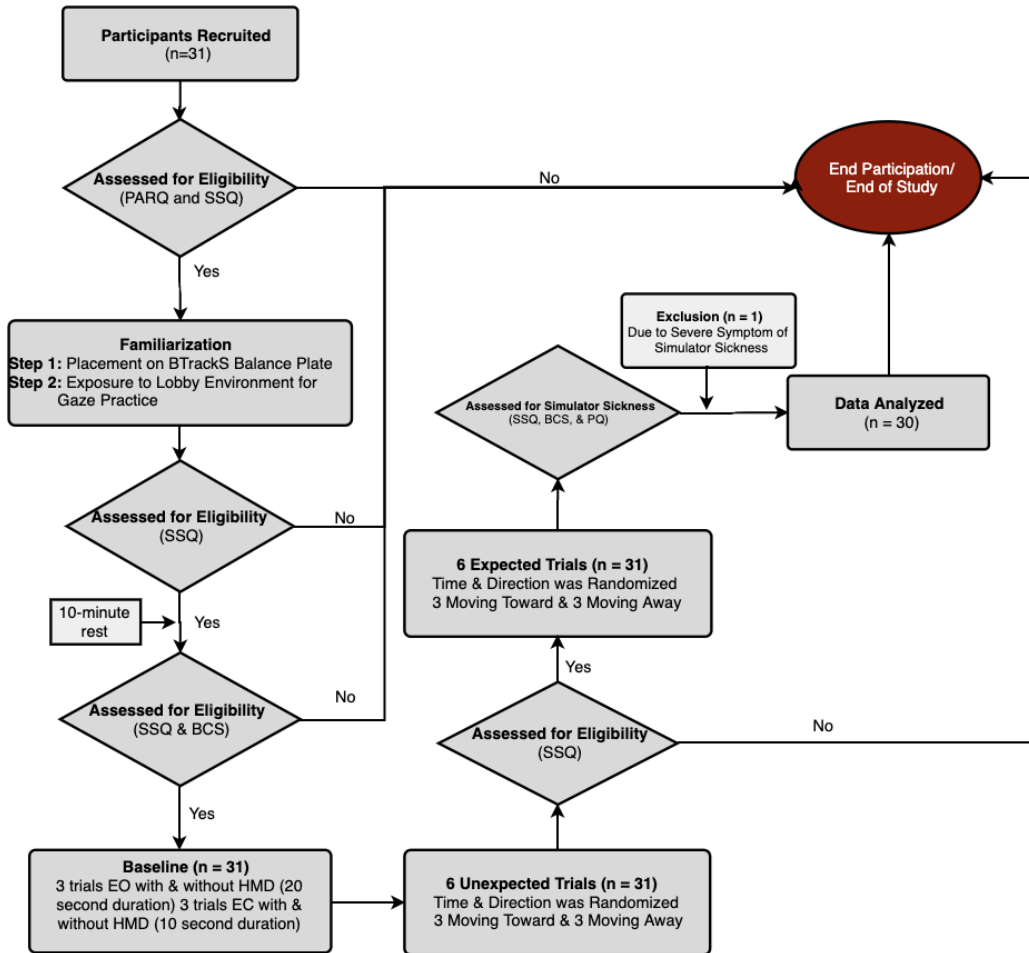 Participants Recruited
(n=31)
Assessed for Eligibility
(PARQ and SSQ)
No
End Participation/
End of Study
Yes
Familiarization
Step 1: Placement on BTrackS Balance Plate
Step 2: Exposure to Lobby Environment for
Gaze Practice
Assessed for Eligibility
(SSQ)
No
10-minute
rest
Yes
Assessed for Eligibility
(SSQ & BCS)
No
Yes
Baseline (n = 31)
3 trials EO with & without HMD (20
second duration) 3 trials EC with &
without HMD (10 second duration)
6 Unexpected Trials (n = 31)
Time & Direction was Randomized
3 Moving Toward & 3 Moving Away
Assessed for Eligibility
(SSQ)
No
Yes
6 Expected Trials (n = 31)
Time & Direction was Randomized
3 Moving Toward & 3 Moving Away
Assessed for Simulator Sickness
(SSQ, BCS, & PQ)
Exclusion (n = 1)
Due to Severe Symptom of
Simulator Sickness
Data Analyzed
(n = 30)